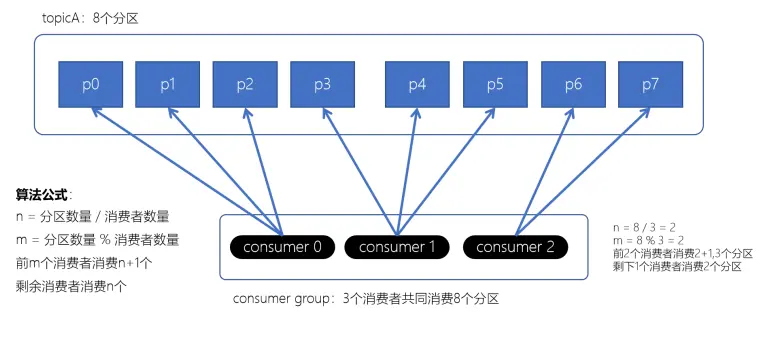 topicA：8个分区
p0
p1
p2
p3
p4
p5
p6
p7
算法公式：
n = 分区数量 / 消费者数量
m = 分区数量 % 消费者数量
前m个消费者消费n+1个
剩余消费者消费n个
consumer 0
consumer 1
consumer 2
consumer group：3个消费者共同消费8个分区
n = 8 / 3 = 2
m = 8 % 3 = 2
前2个消费者消费2+1,3个分区
剩下1个消费者消费2个分区